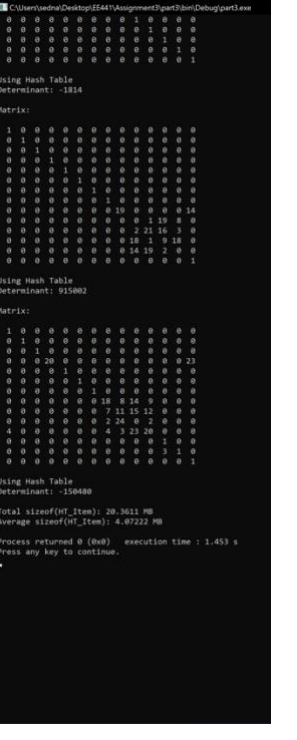 C:\Users\sedna\Desktop\EE441\Assignment3\part3\bin\Debug\part3.exe
0 0 0 0 0 0 0 0 0 1 0 0 0 0
0 0 0 0 0 0 0 0 0 0 1 0 0 0
0 0 0 0 0 0 0 0 0 0 0 1 0 0
0 0 0 0 0 0 0 0 0 0 0 0 1 0
0 0 0 0 0 0 0 0 0 0 0 0 0 1
Using Hash Table
Determinant: -1814
Matrix:
1 0 0 0 0 0 0 0 0 0 0 0 0 0
0 1 0 0 0 0 0 0 0 0 0 0 0 0
0 0 1 0 0 0 0 0 0 0 0 0 0 0
0 0 0 1 0 0 0 0 0 0 0 0 0 0
0 0 0 0 1 0 0 0 0 0 0 0 0 0
0 0 0 0 0 1 0 0 0 0 0 0 0 0
0 0 0 0 0 0 1 0 0 0 0 0 0 0
0 0 0 0 0 0 0 1 0 0 0 0 0 0
0 0 0 0 0 0 0 0 19 0 0 0 0 14
0 0 0 0 0 0 0 0 0 0 1 19 8 0
0 0 0 0 0 0 0 0 0 2 21 16 3 0
0 0 0 0 0 0 0 0 0 18 1 9 18 0
0 0 0 0 0 0 0 0 0 14 19 2 0 0
0 0 0 0 0 0 0 0 0 0 0 0 0 1
Using Hash Table
Determinant: 915002
Matrix:
1 0 0 0 0 0 0 0 0 0 0 0 0 0
0 1 0 0 0 0 0 0 0 0 0 0 0 0
0 0 1 0 0 0 0 0 0 0 0 0 0 0
0 0 0 20 0 0 0 0 0 0 0 0 0 23
0 0 0 0 1 0 0 0 0 0 0 0 0 0
0 0 0 0 0 1 0 0 0 0 0 0 0 0
0 0 0 0 0 0 1 0 0 0 0 0 0 0
0 0 0 0 0 0 0 18 8 14 9 0 0 0
0 0 0 0 0 0 0 7 11 15 12 0 0 0
0 0 0 0 0 0 0 2 24 0 2 0 0 0
4 0 0 0 0 0 0 4 3 23 20 0 0 0
0 0 0 0 0 0 0 0 0 0 0 1 0 0
0 0 0 0 0 0 0 0 0 0 0 3 1 0
0 0 0 0 0 0 0 0 0 0 0 0 0 1
Using Hash Table
Determinant: -150480
Total sizeof(HT_Item): 20.3611 MB
Average sizeof(HT_Item): 4.07222 MB
Process returned 0 (0x0) execution time : 1.453 s
Press any key to continue.